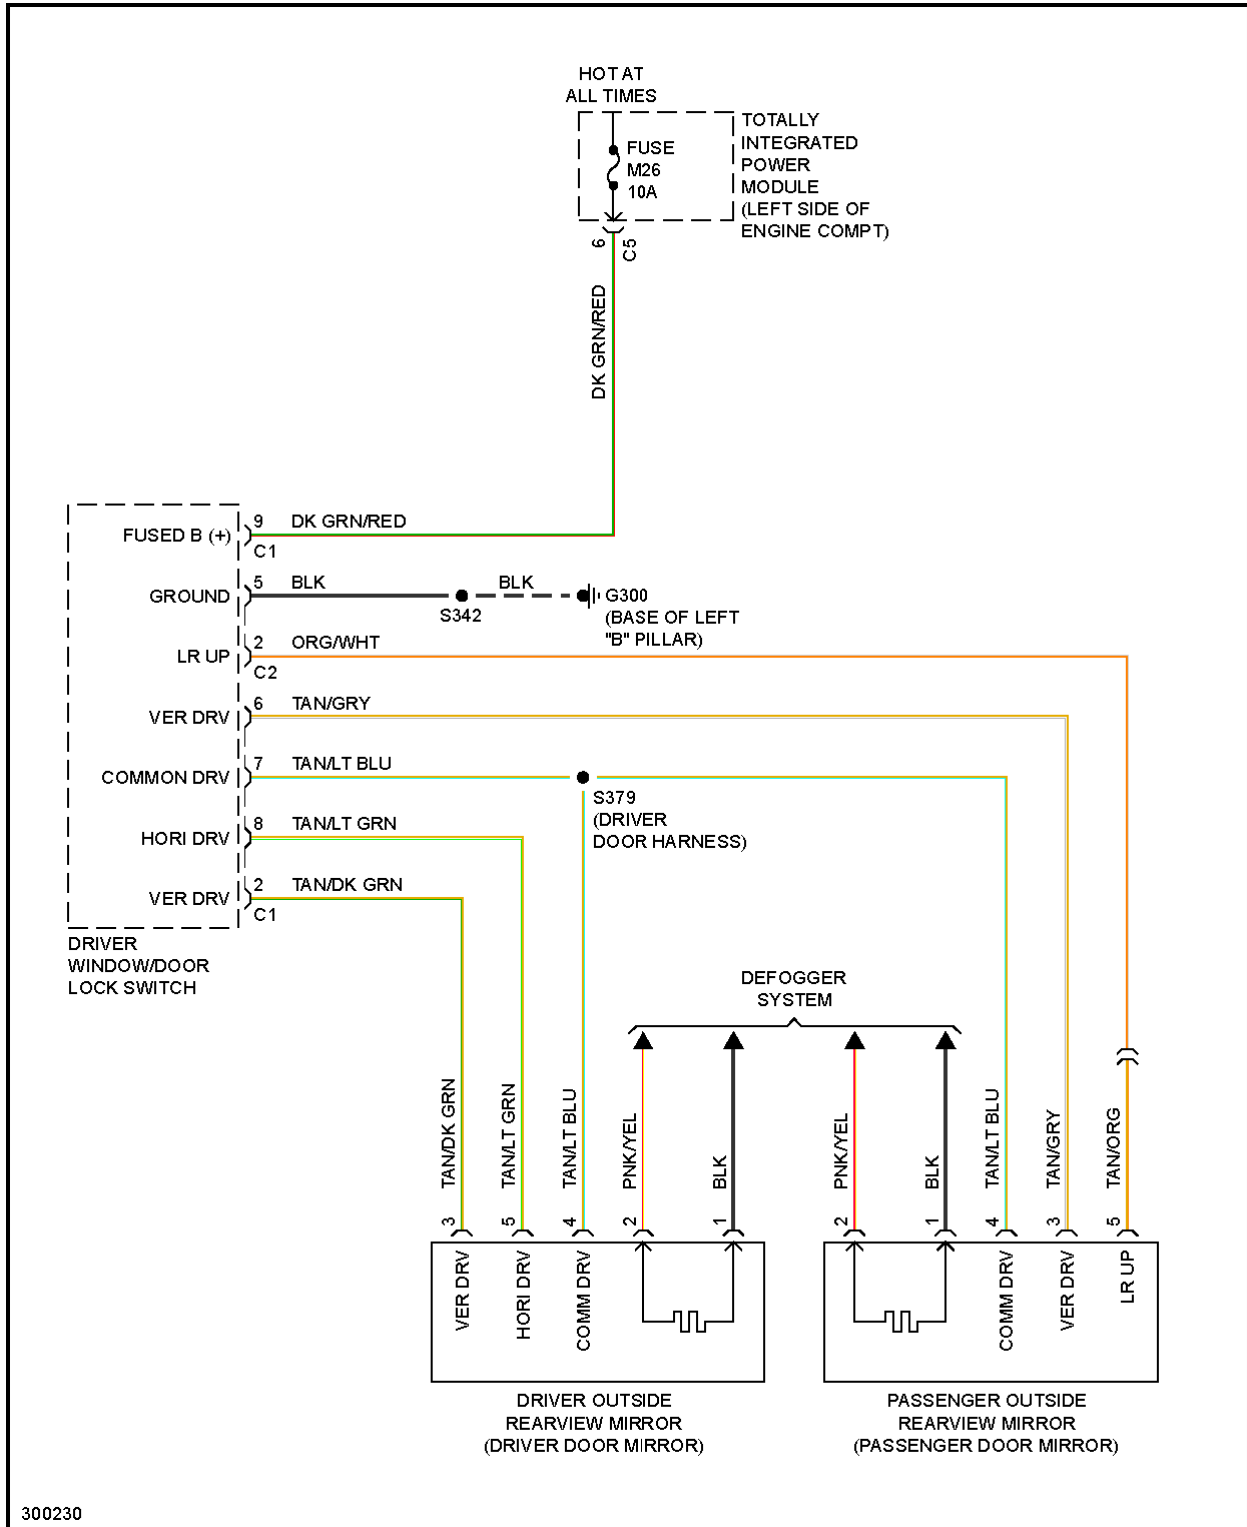 HOT AT
ALL TIMES
TOTALLY
INTEGRATED
POWER
MODULE
(LEFT SIDE OF
ENGINE COMPT)
FUSE
M26
10A
6
C5
DK GRN/RED
FUSED B (+)
9
DK GRN/RED
C1
GROUND
5
BLK
S342
BLK
G300
(BASE OF LEFT
"B" PILLAR)
LR UP
2
ORG/WHT
C2
VER DRV
6
TAN/GRY
COMMON DRV
7
TAN/LT BLU
S379
(DRIVER
DOOR HARNESS)
HORI DRV
8
TAN/LT GRN
VER DRV
2
TAN/DK GRN
C1
DRIVER
WINDOW/DOOR
LOCK SWITCH
DEFOGGER
SYSTEM
TAN/DK GRN
TAN/LT GRN
TAN/LT BLU
PNK/YEL
BLK
PNK/YEL
BLK
TAN/LT BLU
TAN/GRY
TAN/ORG
3
5
4
2
1
2
1
4
3
5
VER DRV
HORI DRV
COMM DRV
COMM DRV
VER DRV
LR UP
DRIVER OUTSIDE
REARVIEW MIRROR
(DRIVER DOOR MIRROR)
PASSENGER OUTSIDE
REARVIEW MIRROR
(PASSENGER DOOR MIRROR)
300230